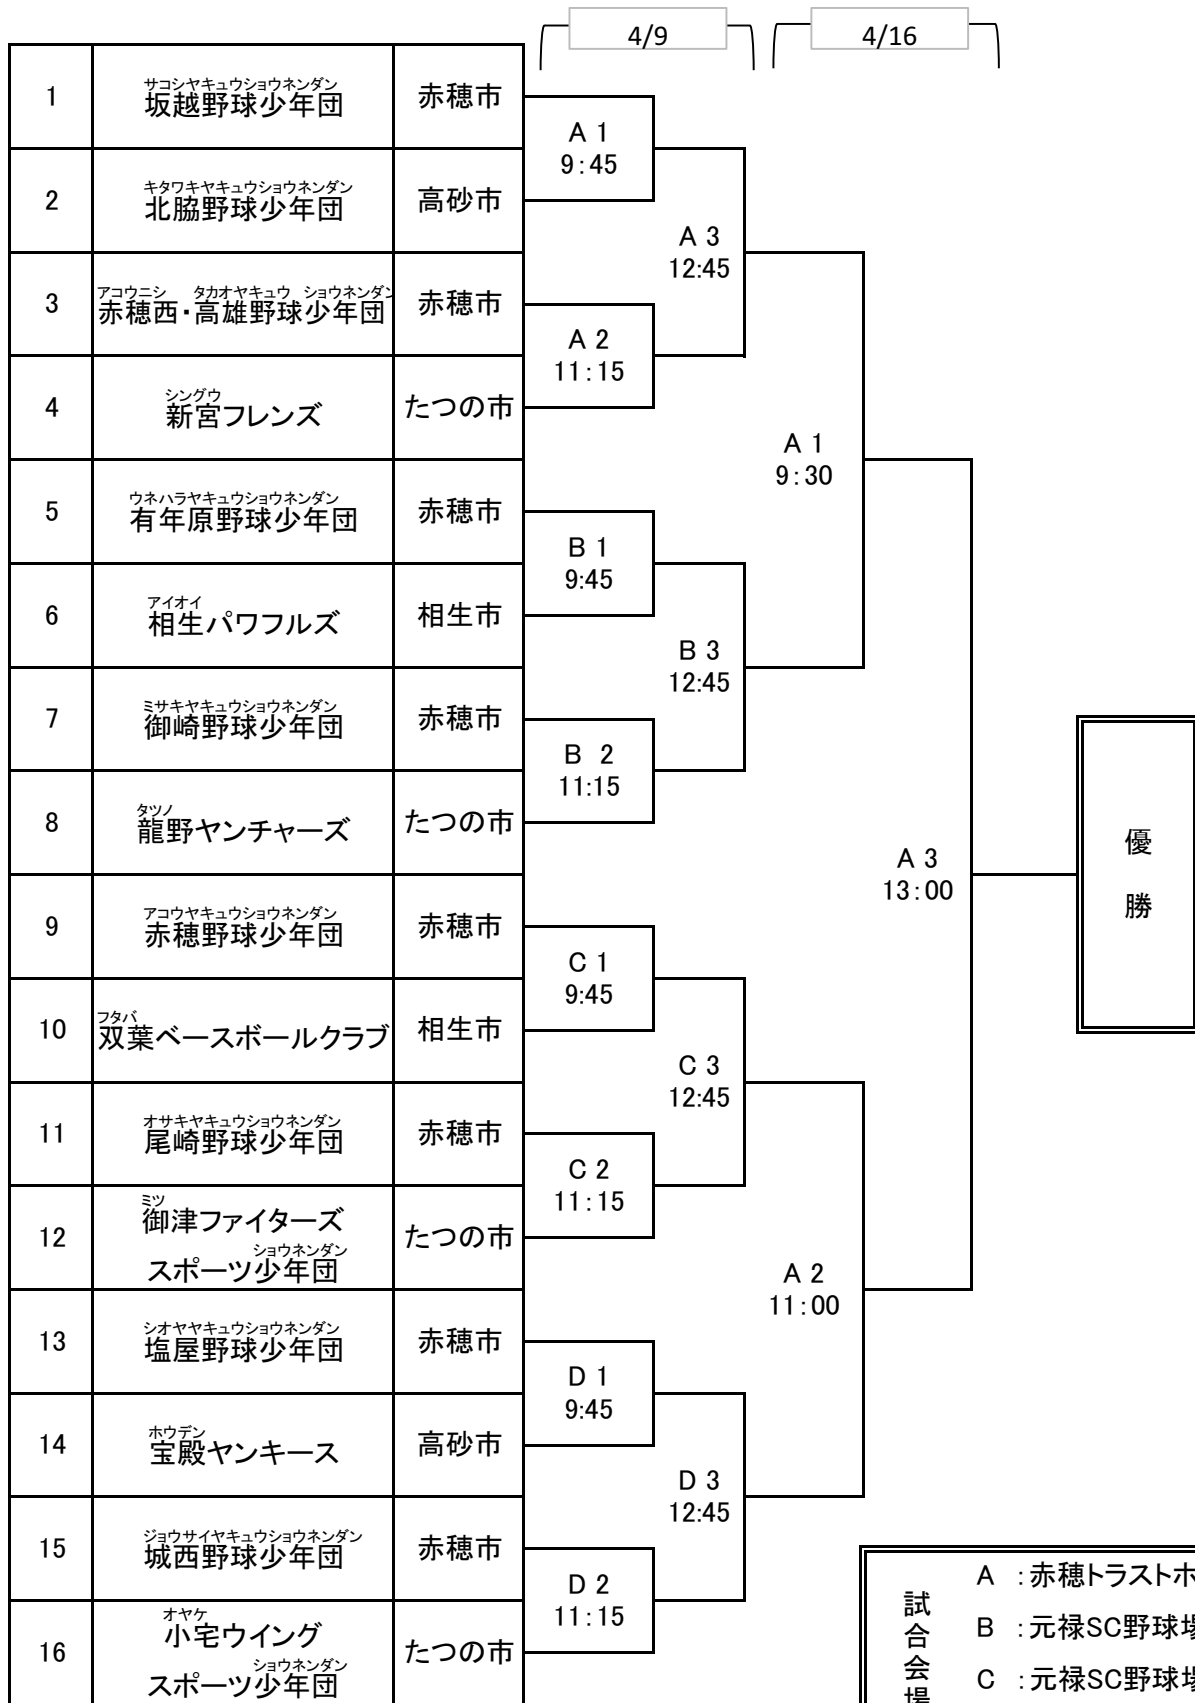 4/9
4/16
1 サコシヤキュウショウネンダン 坂越野球少年団 赤穂市
A 1
9:45
2 キタワキヤキュウショウネンダン 北脇野球少年団 高砂市
A 3
12:45
3 アコウニシ タカオヤキュウ ショウネンダン 赤穂西・高雄野球少年団 赤穂市
A 2
11:15
4 シングウ 新宮フレンズ たつの市
A 1
9:30
5 ウネハラヤキュウショウネンダン 有年原野球少年団 赤穂市
B 1
9:45
6 アイオイ 相生パワフルズ 相生市
B 3
12:45
7 ミサキヤキュウショウネンダン 御崎野球少年団 赤穂市
B 2
11:15
8 タツノ 龍野ヤンチャーズ たつの市
A 3
13:00
優
勝
9 アコウヤキュウショウネンダン 赤穂野球少年団 赤穂市
C 1
9:45
10 フタバ 双葉ベースボールクラブ 相生市
C 3
12:45
11 オサキヤキュウショウネンダン 尾崎野球少年団 赤穂市
C 2
11:15
12 ミツ 御津ファイターズ
ショウネンダン スポーツ少年団 たつの市
A 2
11:00
13 シオヤヤキュウショウネンダン 塩屋野球少年団 赤穂市
D 1
9:45
14 ホウデン 宝殿ヤンキース 高砂市
D 3
12:45
15 ジョウサイヤキュウショウネンダン 城西野球少年団 赤穂市
D 2
11:15
16 オヤケ 小宅ウイング
ショウネンダン スポーツ少年団 たつの市
試合会場
A :赤穂トラストホ
B :元禄SC野球場
C :元禄SC野球場